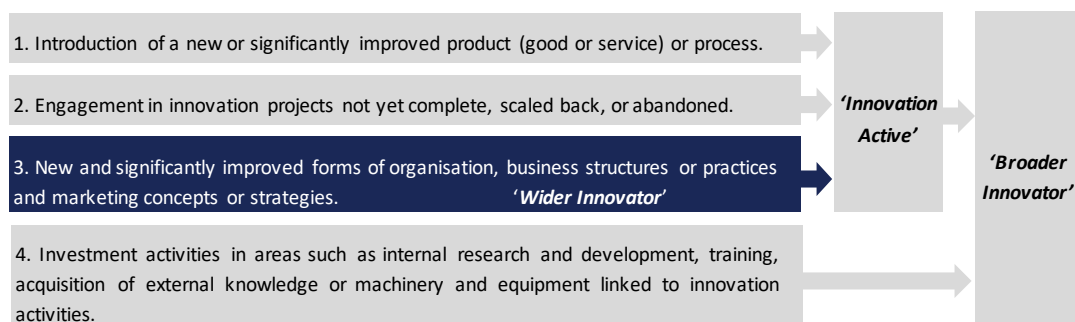 1. Introduction of a new or significantly improved product (good or service) or process.
2. Engagement in innovation projects not yet complete, scaled back, or abandoned.
3. New and significantly improved forms of organisation, business structures or practices
and marketing concepts or strategies. ‘Wider Innovator’
4. Investment activities in areas such as internal research and development, training,
acquisition of external knowledge or machinery and equipment linked to innovation
activities.
‘Innovation
Active’
‘Broader
Innovator’